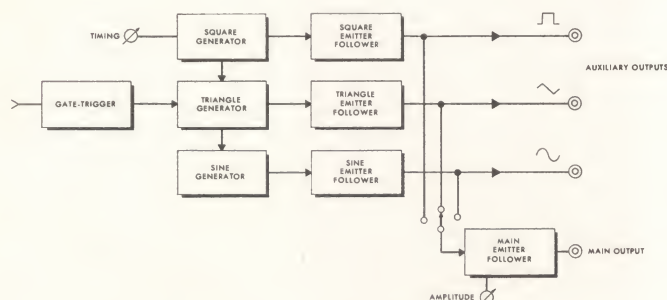 TIMING
SQUARE
GENERATOR
SQUARE
EMITTER
FOLLOWER
AUXILIARY OUTPUTS
GATE-TRIGGER
TRIANGLE
GENERATOR
TRIANGLE
EMITTER
FOLLOWER
SINE
GENERATOR
SINE
EMITTER
FOLLOWER
MAIN
EMITTER
FOLLOWER
MAIN OUTPUT
AMPLITUDE